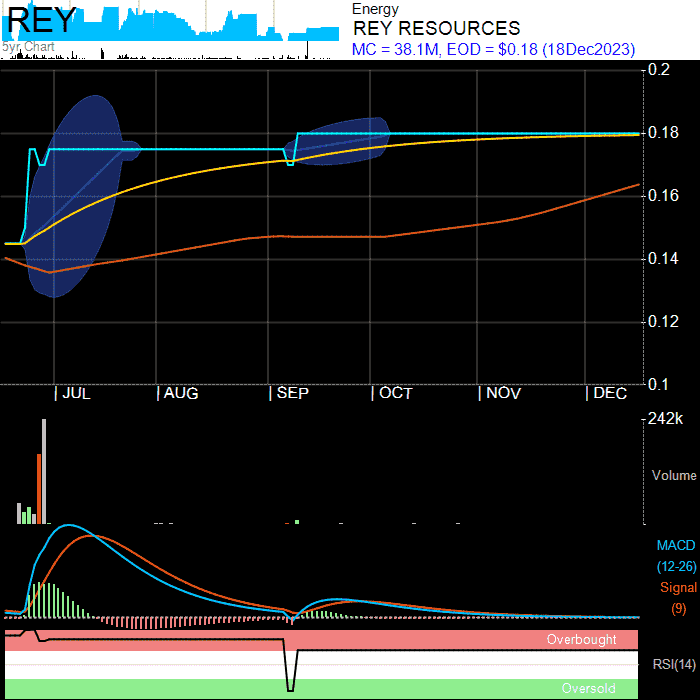 REY
5yr. Chart
Energy
REY RESOURCES
MC = 38.1M, EOD = $0.18 (18Dec2023)
0.2
0.18
0.16
0.14
0.12
0.1
JUL AUG SEP OCT NOV DEC
242k
Volume
MACD
(12-26)
Signal
(9)
Overbought
RSI(14)
Oversold